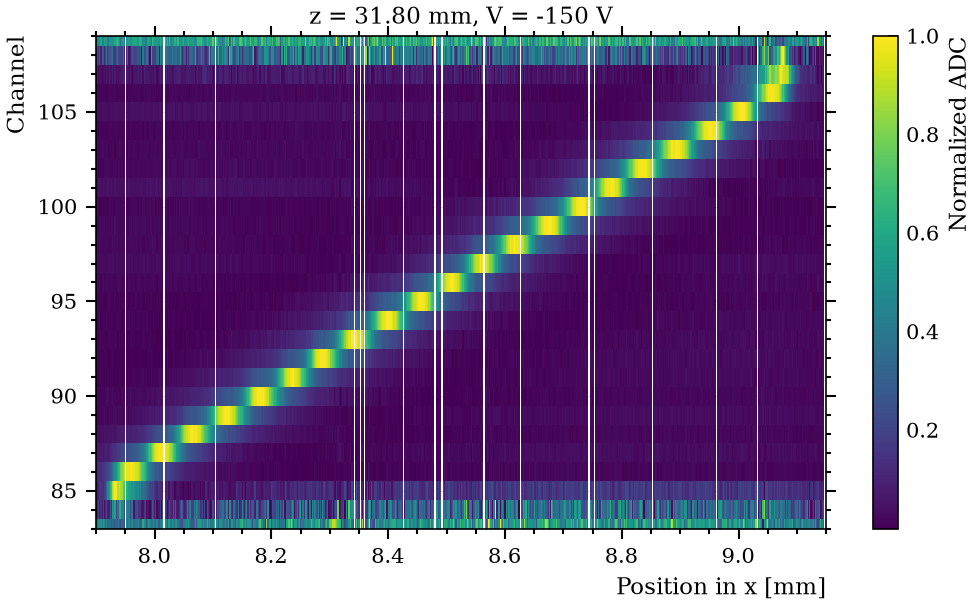 z = 31.80 mm, V = -150 V
Channel
105
100
95
90
85
8.0 8.2 8.4 8.6 8.8 9.0
Position in x [mm]
1.0
0.8
0.6
0.4
0.2
Normalized ADC